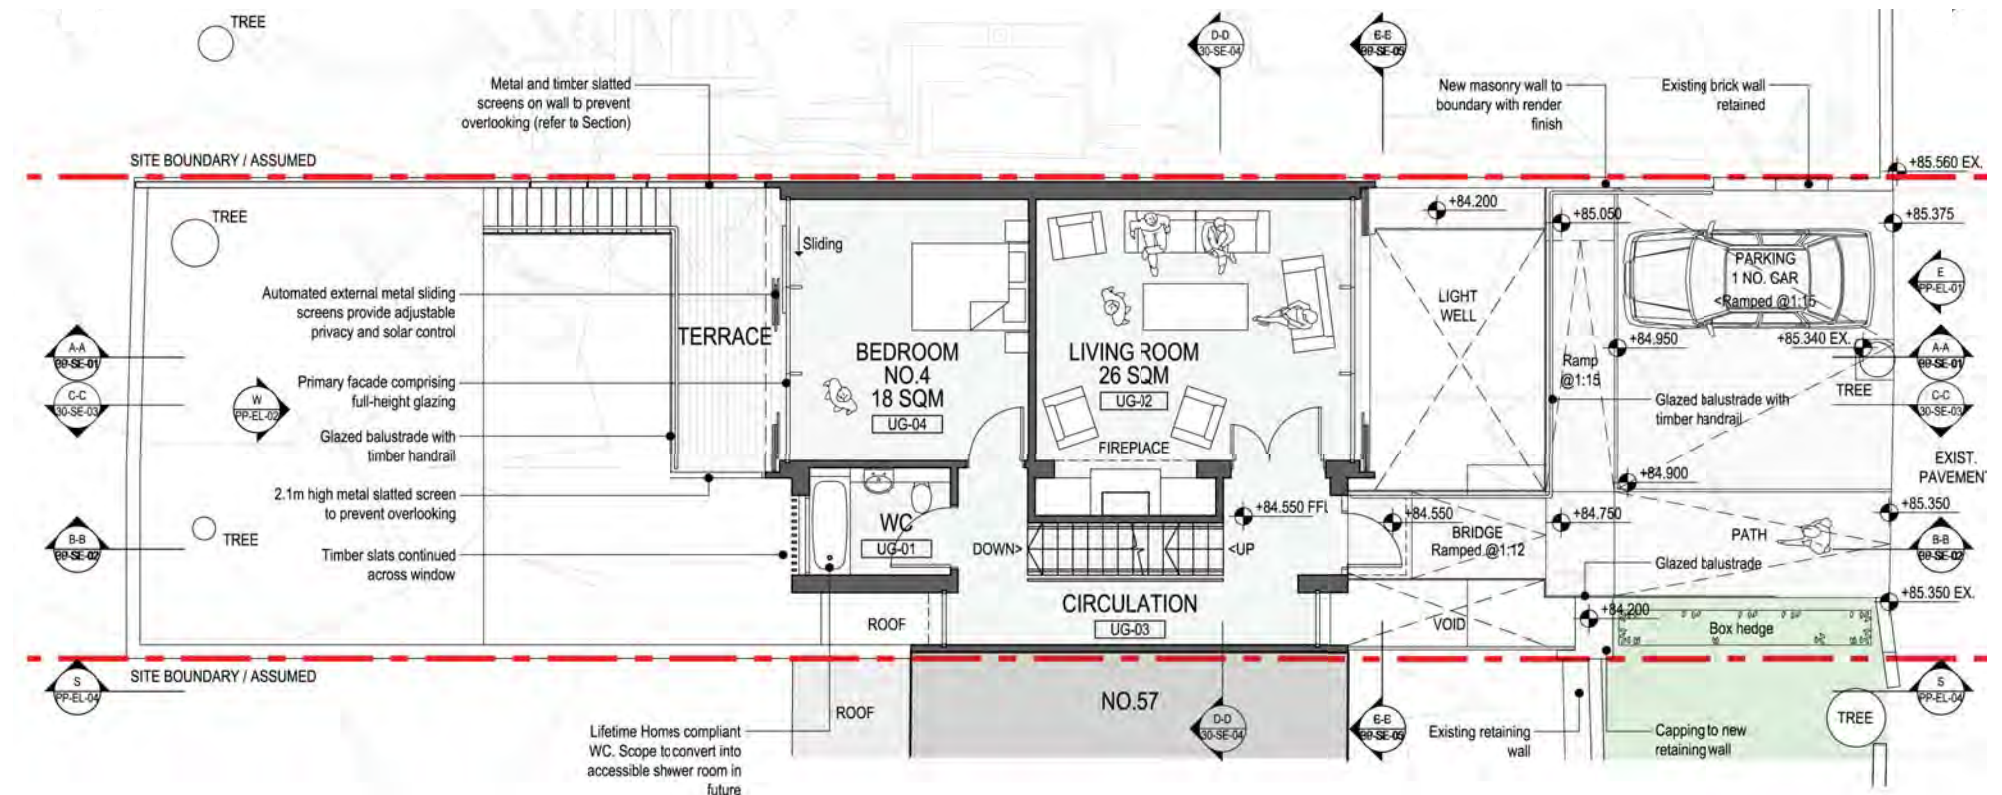 TREE
D-D
30-SE-04
SE-05
Metal and timber slatted
screens on wall to prevent
overlooking (refer to Section)
New masonry wall to
boundary with render
finish
Existing brick wall
retained
SITE BOUNDARY / ASSUMED
+85.560 EX.
TREE
Sliding
+84.200
+85.050
+85.375
Automated external metal sliding
screens provide adjustable
privacy and solar control
TERRACE
PARKING
1 NO. CAR
<Ramped @1:15
E
PP-EL-01
LIGHT
WELL
A-A
SE-01
C-C
30-SE-03
W
PP-EL-02
Primary facade comprising
full-height glazing
BEDROOM
NO.4
18 SQM
UG-04
LIVING ROOM
26 SQM
UG-02
Ramp
@1:15
+84.950
+85.340 EX.
TREE
A-A
SE-01
C-C
30-SE-03
Glazed balustrade with
timber handrail
Glazed balustrade with
timber handrail
FIREPLACE
EXIST.
PAVEMENT
2.1m high metal slatted screen
to prevent overlooking
+84.900
TREE
B-B
SE-02
WC
UG-01
DOWN>
<UP
+84.550 FFL
+84.550
BRIDGE
Ramped @1:12
+84.750
PATH
+85.350
B-B
SE-02
Timber slats continued
across window
Glazed balustrade
ROOF
CIRCULATION
UG-03
VOID
+84.200
Box hedge
+85.350 EX.
SITE BOUNDARY / ASSUMED
S
PP-EL-04
ROOF
NO.57
D-D
30-SE-04
SE-05
TREE
S
PP-EL-04
Lifetime Homes compliant
WC. Scope to convert into
accessible shower room in
future
Existing retaining
wall
Capping to new
retaining wall